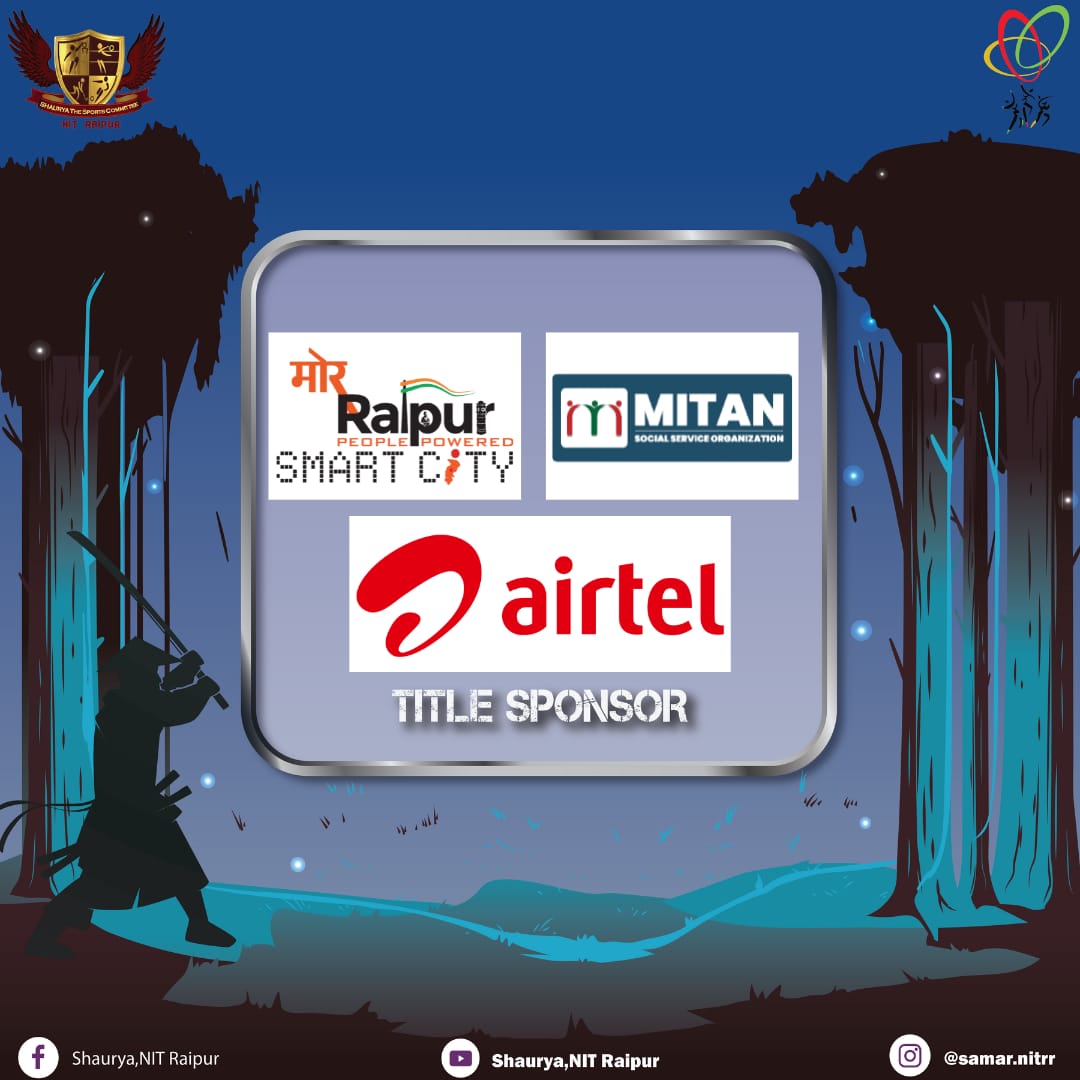 SHAURYA THE SPORTS COMMITTEE
NIT RAIPUR
मोर
Raipur
PEOPLE POWERED
SMART CiTY
MITAN
SOCIAL SERVICE ORGANIZATION
airtel
TITLE SPONSOR
Shaurya,NIT Raipur
Shaurya,NIT Raipur
@samar.nitrr